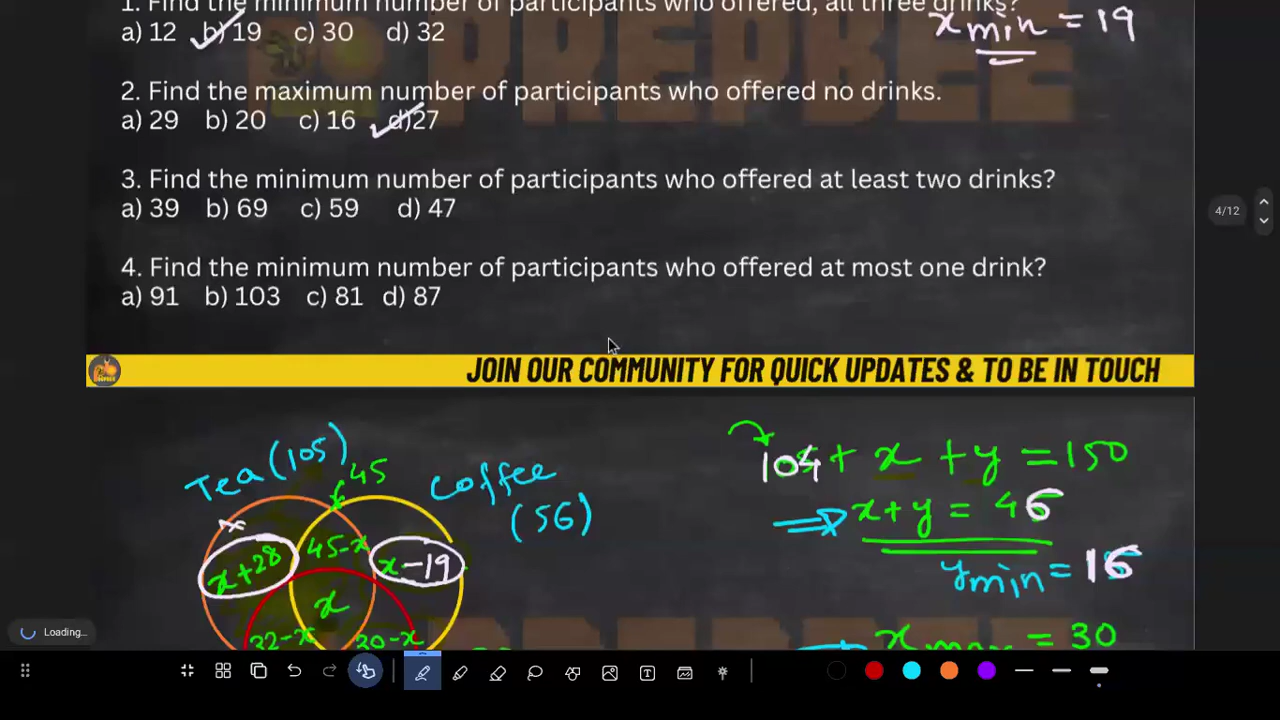 1. Find the minimum number of participants who offered, all three drinks?
a) 12 b) 19 c) 30 d) 32
x min = 19
PREPBEE
2. Find the maximum number of participants who offered no drinks.
a) 29 b) 20 c) 16 d)27
3. Find the minimum number of participants who offered at least two drinks?
a) 39 b) 69 c) 59 d) 47
4/12
4. Find the minimum number of participants who offered at most one drink?
a) 91 b) 103 c) 81 d) 87
JOIN OUR COMMUNITY FOR QUICK UPDATES & TO BE IN TOUCH
Tea (105)
45
Coffee
(56)
104 + x + y = 150
x+y = 46
ymin = 16
x+28
45-x
x-19
x
32-x
30-x
xmax = 30
Loading...